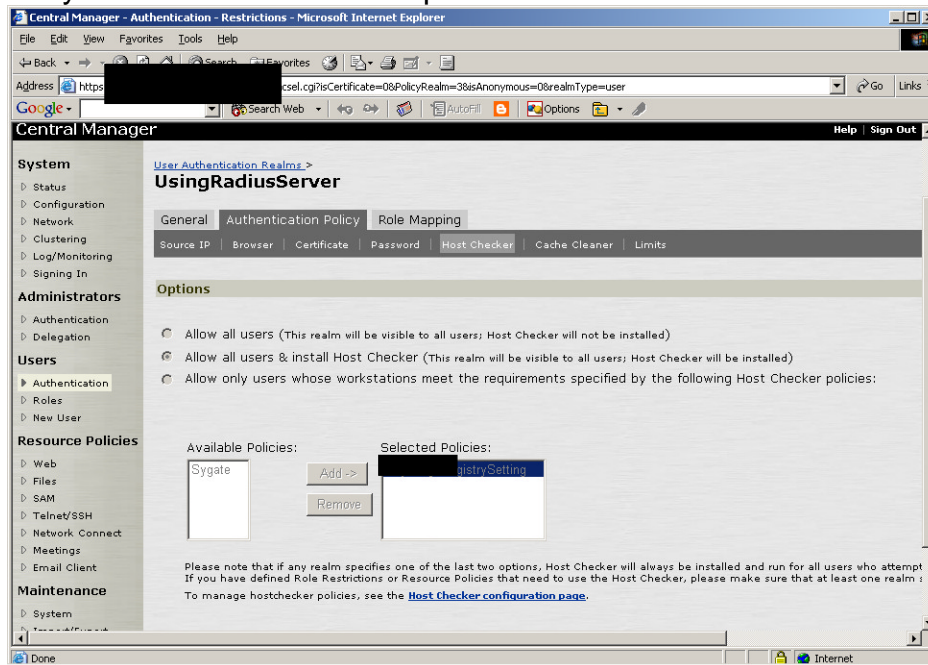 Central Manager - Authentication - Restrictions - Microsoft Internet Explorer
File Edit View Favorites Tools Help
Back Search Favorites
Address https csel.cgi?isCertificate=0&PolicyRealm=3&isAnonymous=0&realmType=user Go Links
Google Search Web AutoFill Options
Central Manager Help | Sign Out
System
Status
Configuration
Network
Clustering
Log/Monitoring
Signing In
Administrators
Authentication
Delegation
Users
Authentication
Roles
New User
Resource Policies
Web
Files
SAM
Telnet/SSH
Network Connect
Meetings
Email Client
Maintenance
System
User Authentication Realms >
UsingRadiusServer
General Authentication Policy Role Mapping
Source IP | Browser | Certificate | Password | Host Checker | Cache Cleaner | Limits
Options
Allow all users (This realm will be visible to all users; Host Checker will not be installed)
Allow all users & install Host Checker (This realm will be visible to all users; Host Checker will be installed)
Allow only users whose workstations meet the requirements specified by the following Host Checker policies:
Available Policies: Selected Policies:
Sygate Add -> gistrySetting
Remove
Please note that if any realm specifies one of the last two options, Host Checker will always be installed and run for all users who attempt
If you have defined Role Restrictions or Resource Policies that need to use the Host Checker, please make sure that at least one realm
To manage hostchecker policies, see the Host Checker configuration page.
Done Internet